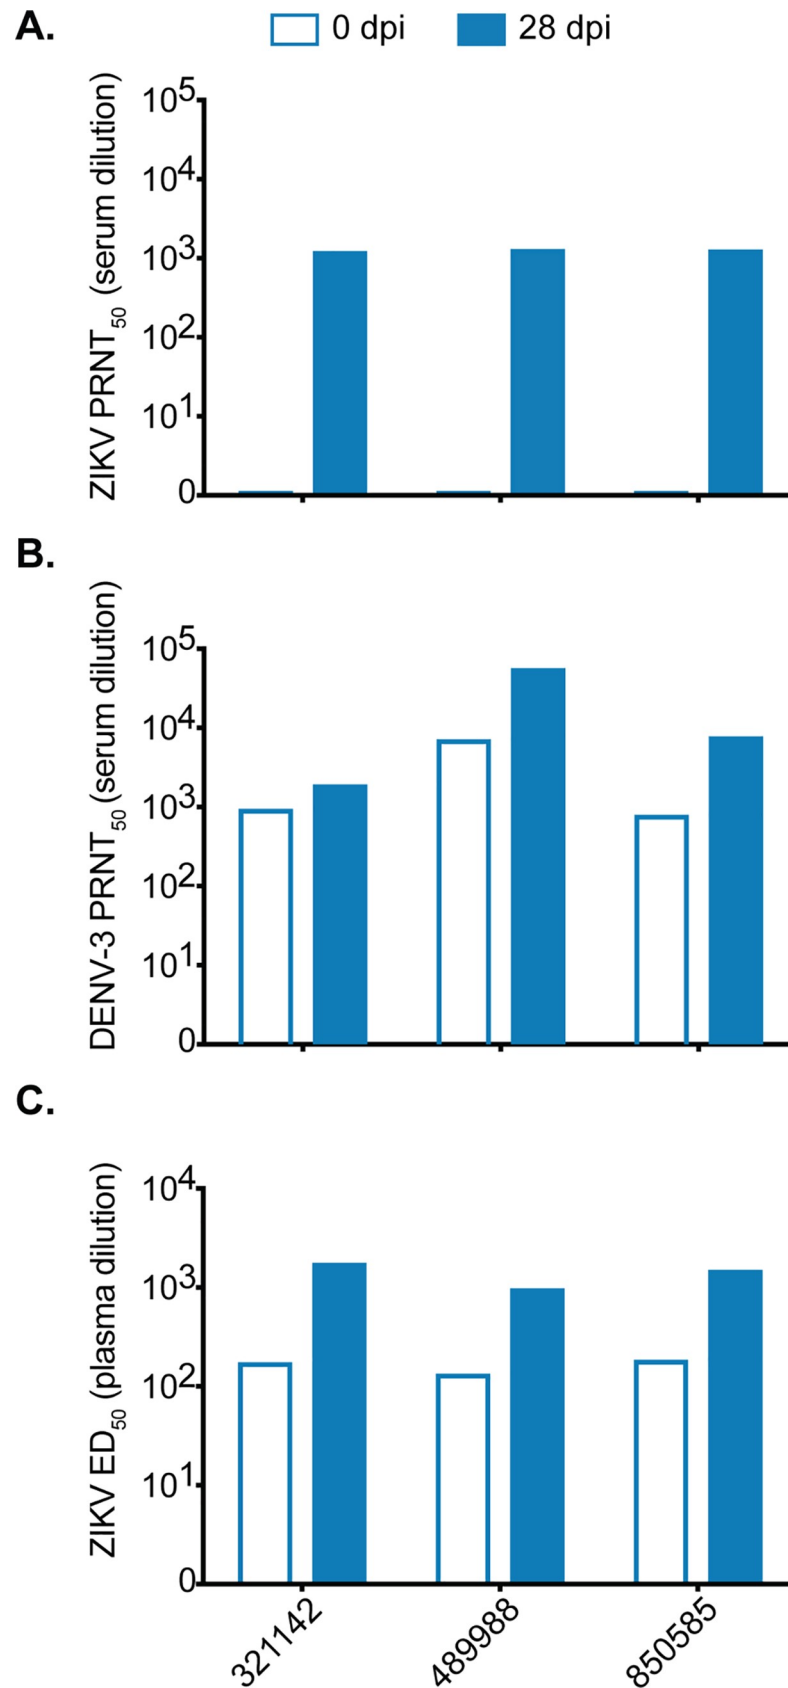 A.
0 dpi 28 dpi
ZIKV PRNT50 (serum dilution)
10^5
10^4
10^3
10^2
10^1
0
B.
DENV-3 PRNT50 (serum dilution)
10^5
10^4
10^3
10^2
10^1
0
C.
ZIKV ED50 (plasma dilution)
10^4
10^3
10^2
10^1
0
321142 489988 850585